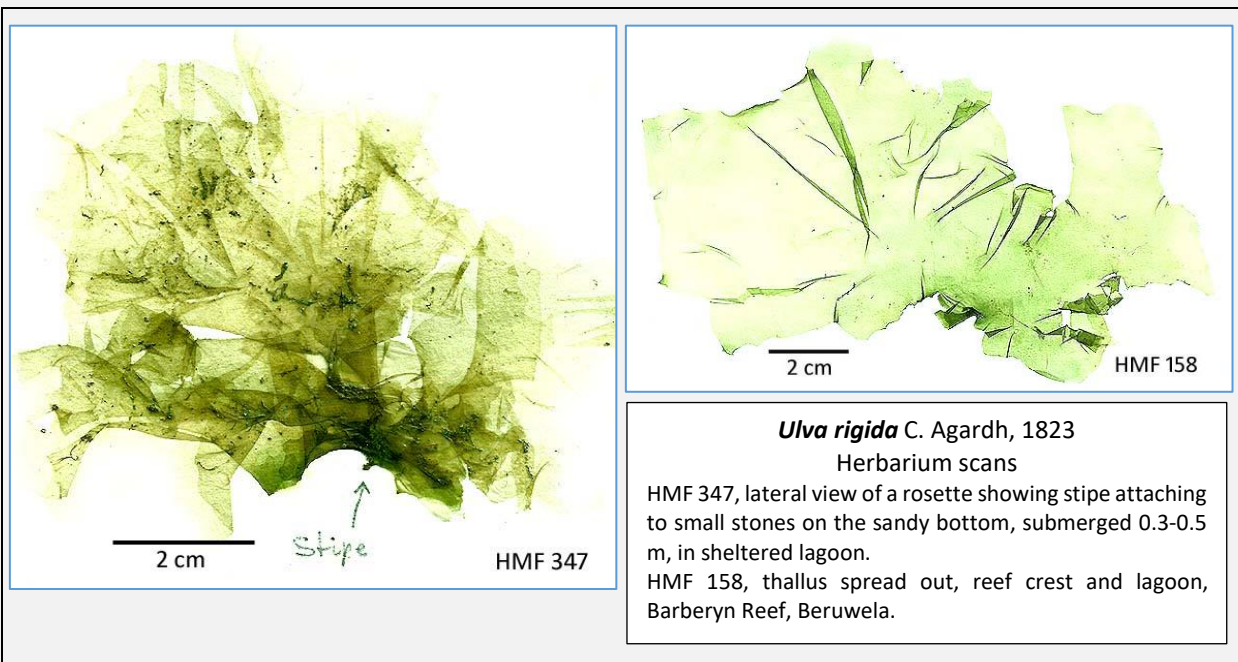 2 cm
Stipe
HMF 347
2 cm
HMF 158
Ulva rigida C. Agardh, 1823
Herbarium scans
HMF 347, lateral view of a rosette showing stipe attaching
to small stones on the sandy bottom, submerged 0.3-0.5
m, in sheltered lagoon.
HMF 158, thallus spread out, reef crest and lagoon,
Barberyn Reef, Beruwela.